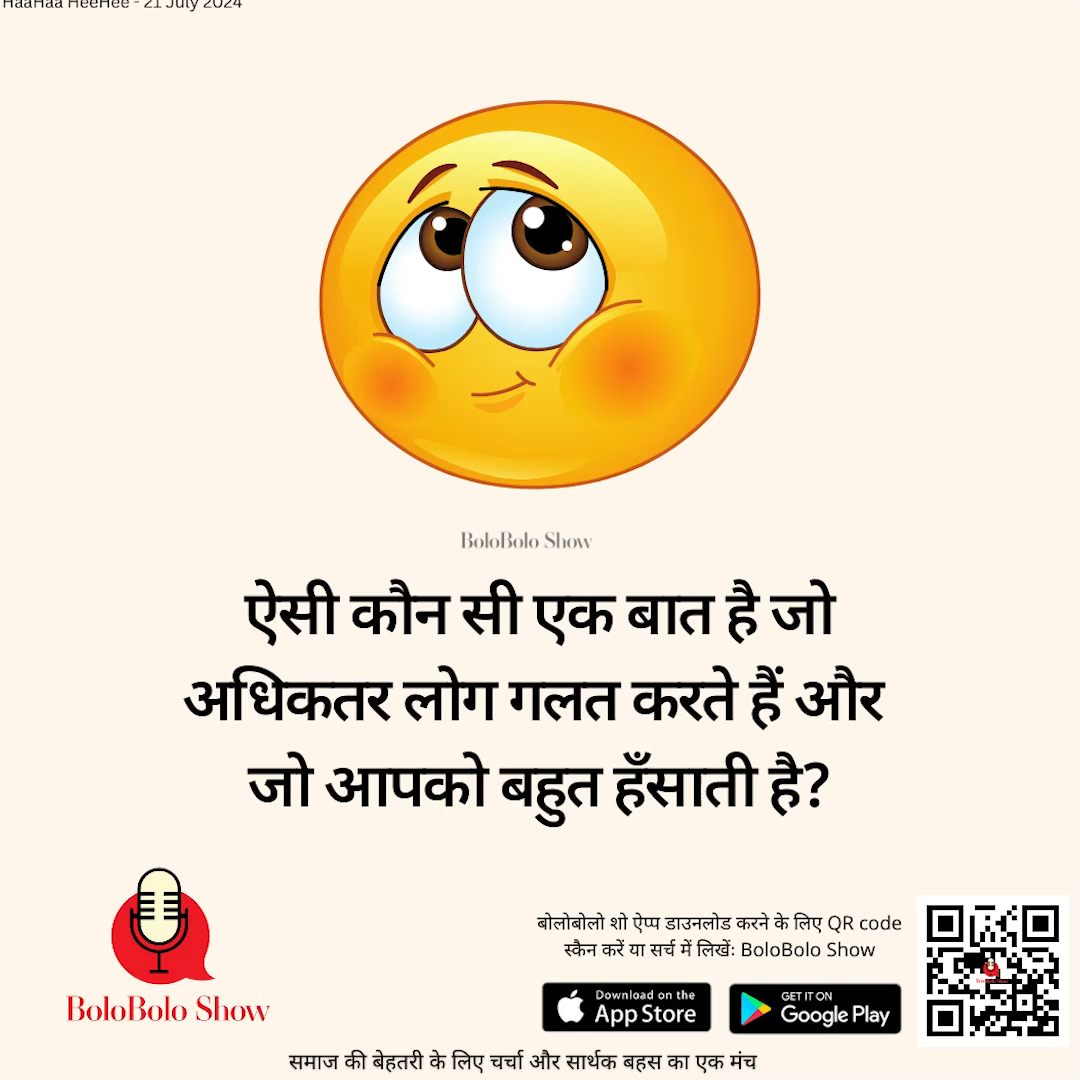 HaaHaa HeeHee - 21 July 2024
BoloBolo Show
ऐसी कौन सी एक बात है जो
अधिकतर लोग गलत करते हैं और
जो आपको बहुत हँसाती है?
BoloBolo Show
बोलोबोलो शो ऐप्प डाउनलोड करने के लिए QR code
स्कैन करें या सर्च में लिखें: BoloBolo Show
Download on the
App Store
GET IT ON
Google Play
समाज की बेहतरी के लिए चर्चा और सार्थक बहस का एक मंच